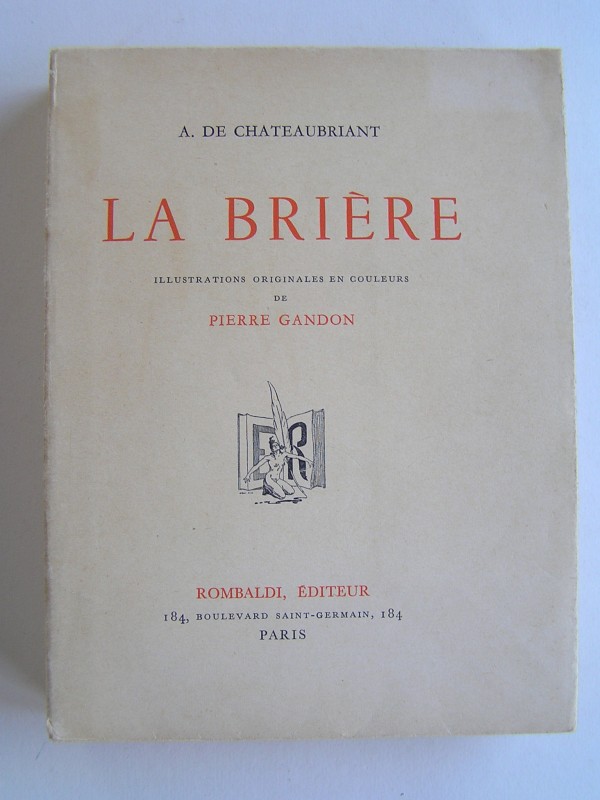 A. DE CHATEAUBRIANT
LA BRIÈRE
ILLUSTRATIONS ORIGINALES EN COULEURS
DE
PIERRE GANDON
ER
ROMBALDI, ÉDITEUR
184, BOULEVARD SAINT-GERMAIN, 184
PARIS